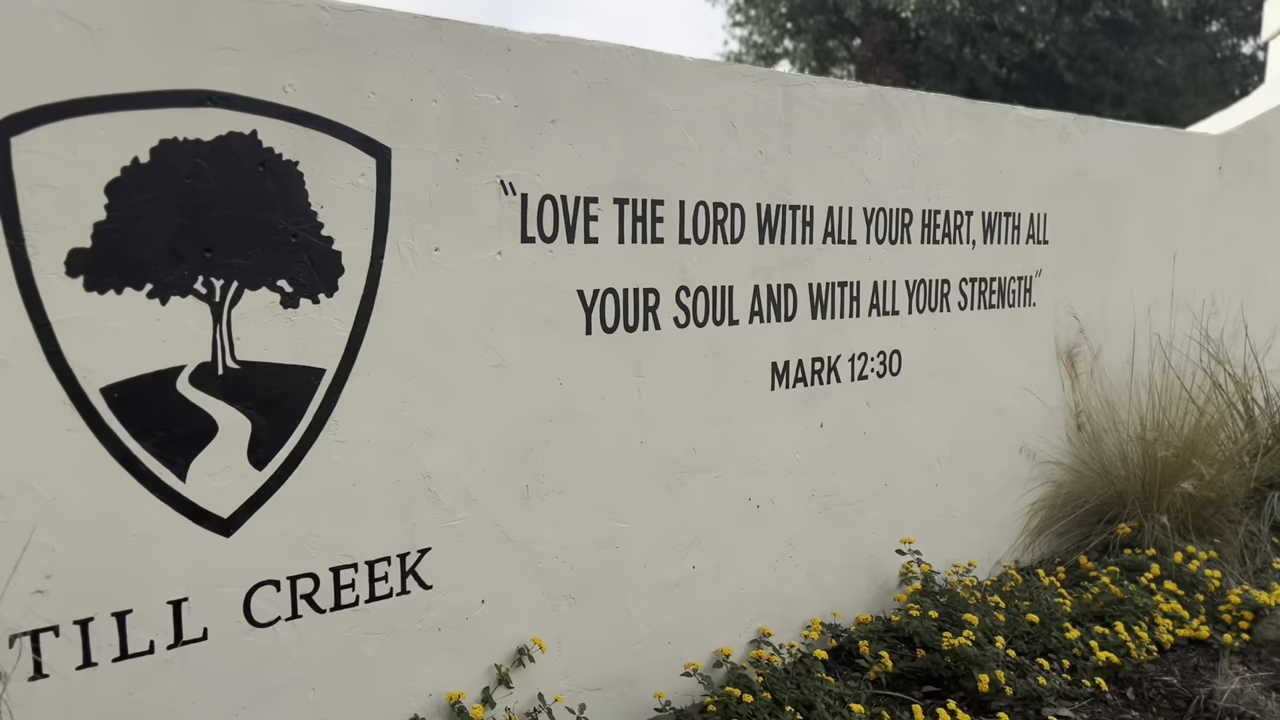 “LOVE THE LORD WITH ALL YOUR HEART, WITH ALL
YOUR SOUL AND WITH ALL YOUR STRENGTH.”
MARK 12:30
TILL CREEK